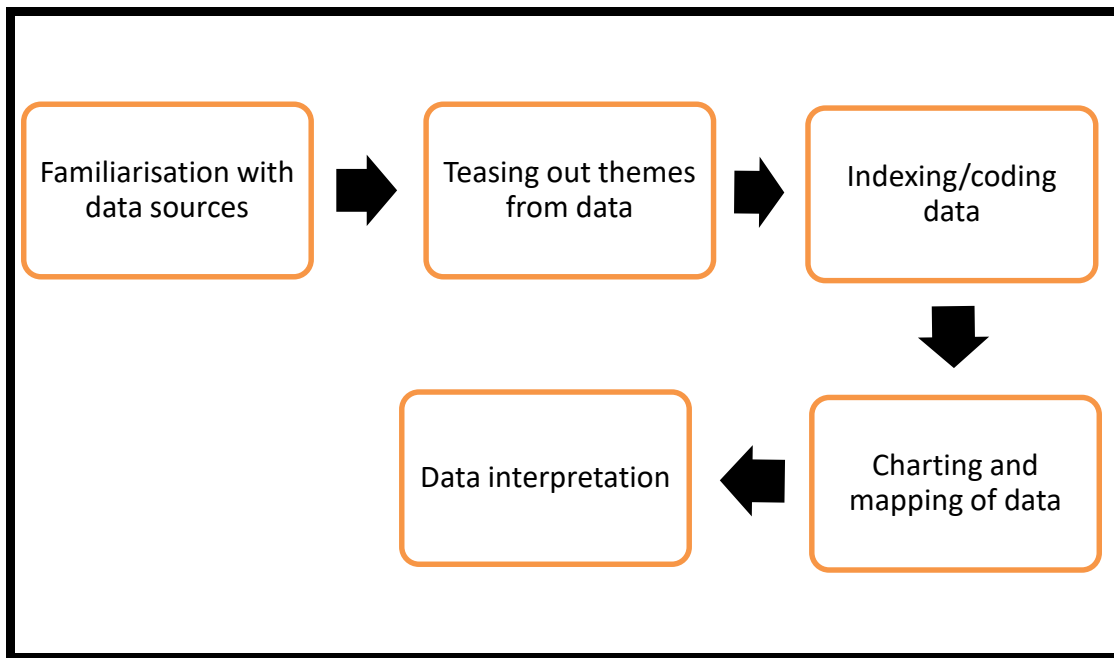 Familiarisation with
data sources
Teasing out themes
from data
Indexing/coding
data
Charting and
mapping of data
Data interpretation